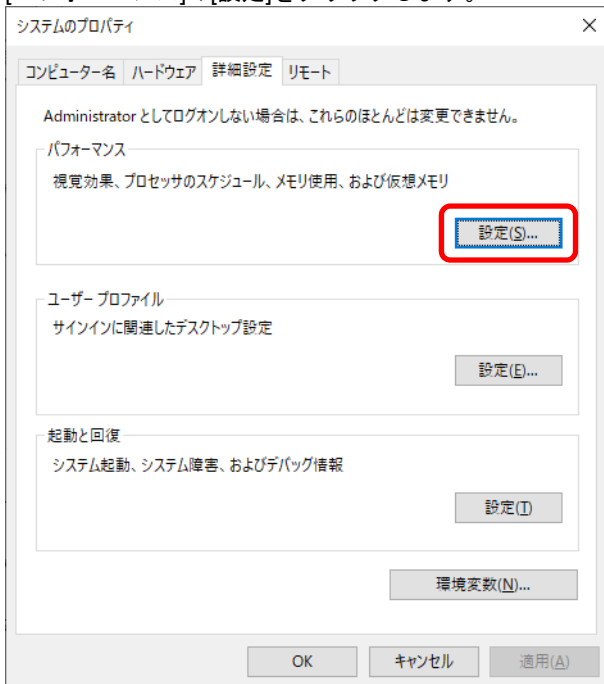 システムのプロパティ
コンピューター名 ハードウェア 詳細設定 リモート
Administrator としてログオンしない場合は、これらのほとんどは変更できません。
パフォーマンス
視覚効果、プロセッサのスケジュール、メモリ使用、および仮想メモリ
設定(S)...
ユーザー プロファイル
サインインに関連したデスクトップ設定
設定(E)...
起動と回復
システム起動、システム障害、およびデバッグ情報
設定(T)
環境変数(N)...
OK キャンセル 適用(A)